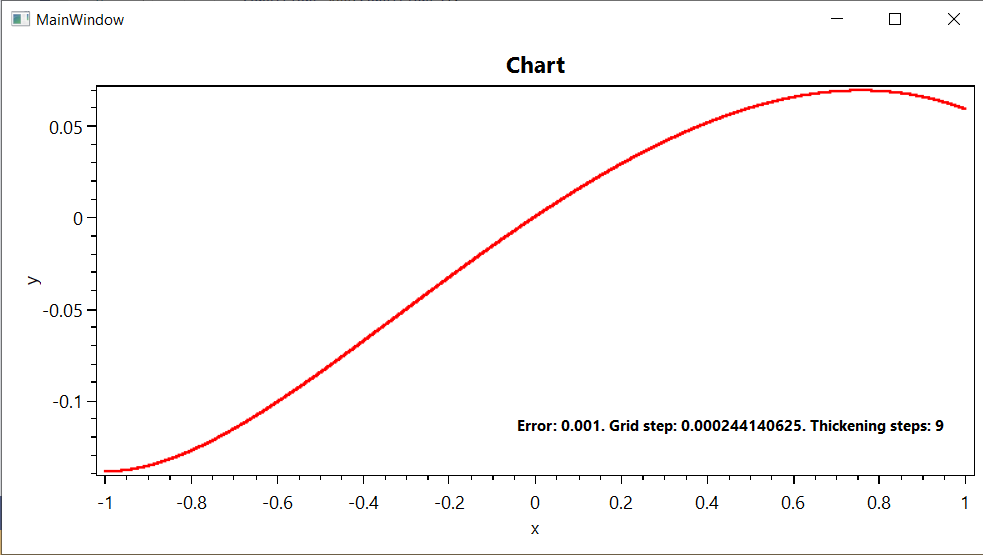 MainWindow
Chart
0.05
0
-0.05
-0.1
y
Error: 0.001. Grid step: 0.000244140625. Thickening steps: 9
-1 -0.8 -0.6 -0.4 -0.2 0 0.2 0.4 0.6 0.8 1
x